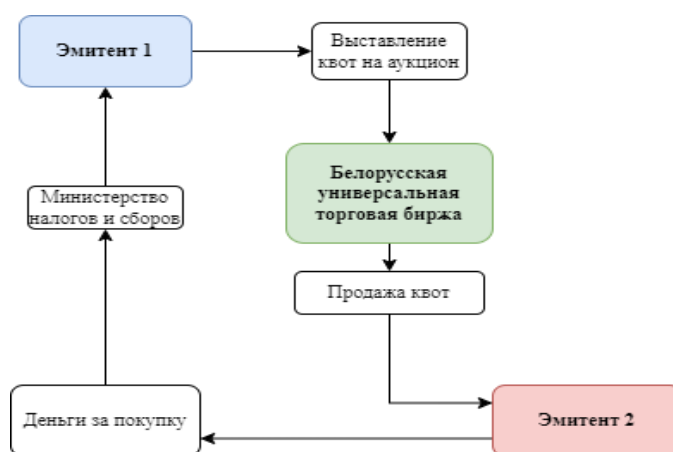 Эмитент 1
Выставление
квот на аукцион
Белорусская
универсальная
торговая биржа
Министерство
налогов и сборов
Продажа квот
Деньги за покупку
Эмитент 2